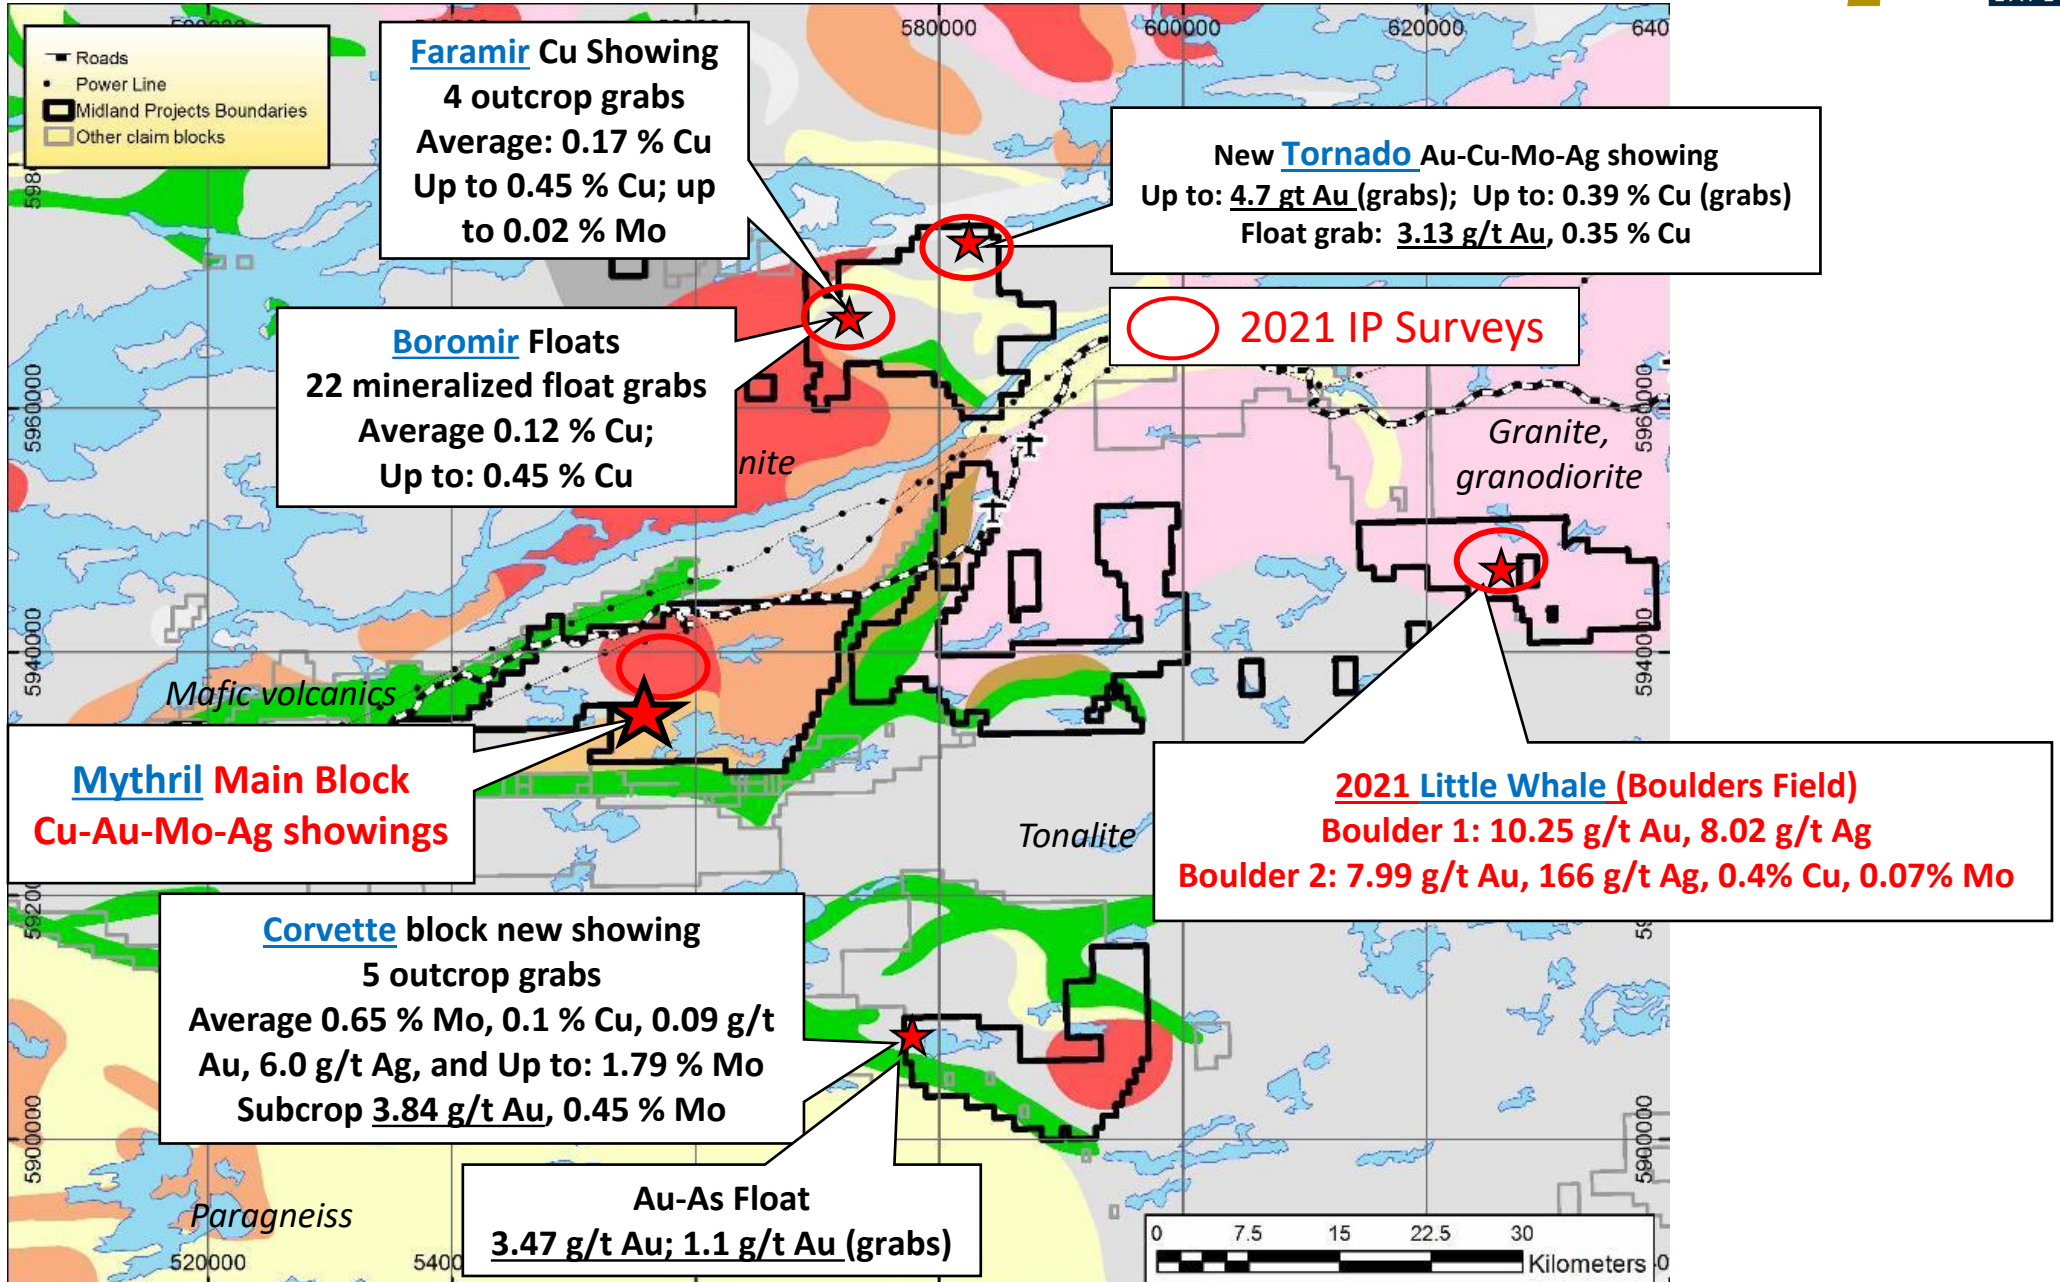 Roads
Power Line
Midland Projects Boundaries
Other claim blocks
580000
600000
620000
640
Faramir Cu Showing
4 outcrop grabs
Average: 0.17 % Cu
Up to 0.45 % Cu; up
to 0.02 % Mo
New Tornado Au-Cu-Mo-Ag showing
Up to: 4.7 gt Au (grabs); Up to: 0.39 % Cu (grabs)
Float grab: 3.13 g/t Au, 0.35 % Cu
2021 IP Surveys
Boromir Floats
22 mineralized float grabs
Average 0.12 % Cu;
Up to: 0.45 % Cu
nite
5960000
5960000
Granite,
granodiorite
5940000
5940000
Mafic volcanics
Mythril Main Block
Cu-Au-Mo-Ag showings
Tonalite
2021 Little Whale (Boulders Field)
Boulder 1: 10.25 g/t Au, 8.02 g/t Ag
Boulder 2: 7.99 g/t Au, 166 g/t Ag, 0.4% Cu, 0.07% Mo
5920
Corvette block new showing
5 outcrop grabs
Average 0.65 % Mo, 0.1 % Cu, 0.09 g/t
Au, 6.0 g/t Ag, and Up to: 1.79 % Mo
Subcrop 3.84 g/t Au, 0.45 % Mo
5900000
5900000
Au-As Float
3.47 g/t Au; 1.1 g/t Au (grabs)
Paragneiss
520000
5400
0 7.5 15 22.5 30
Kilometers